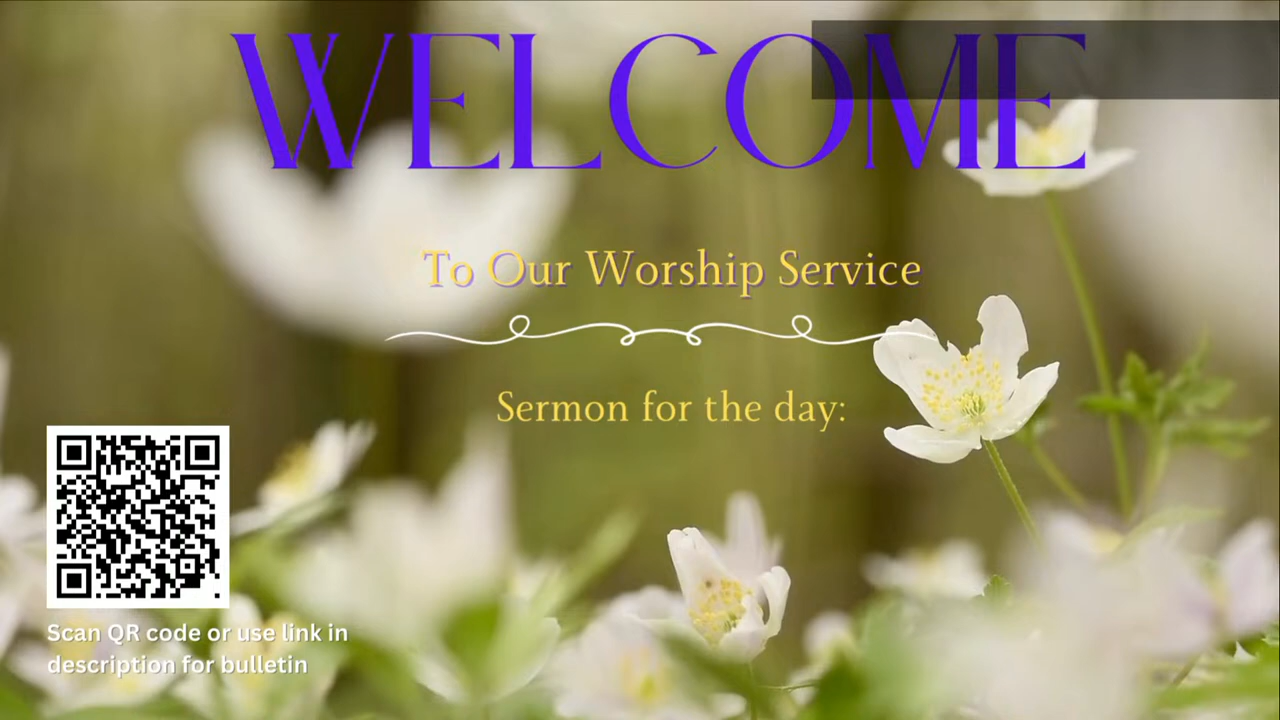 WELCOME
To Our Worship Service
Sermon for the day:
Scan QR code or use link in
description for bulletin